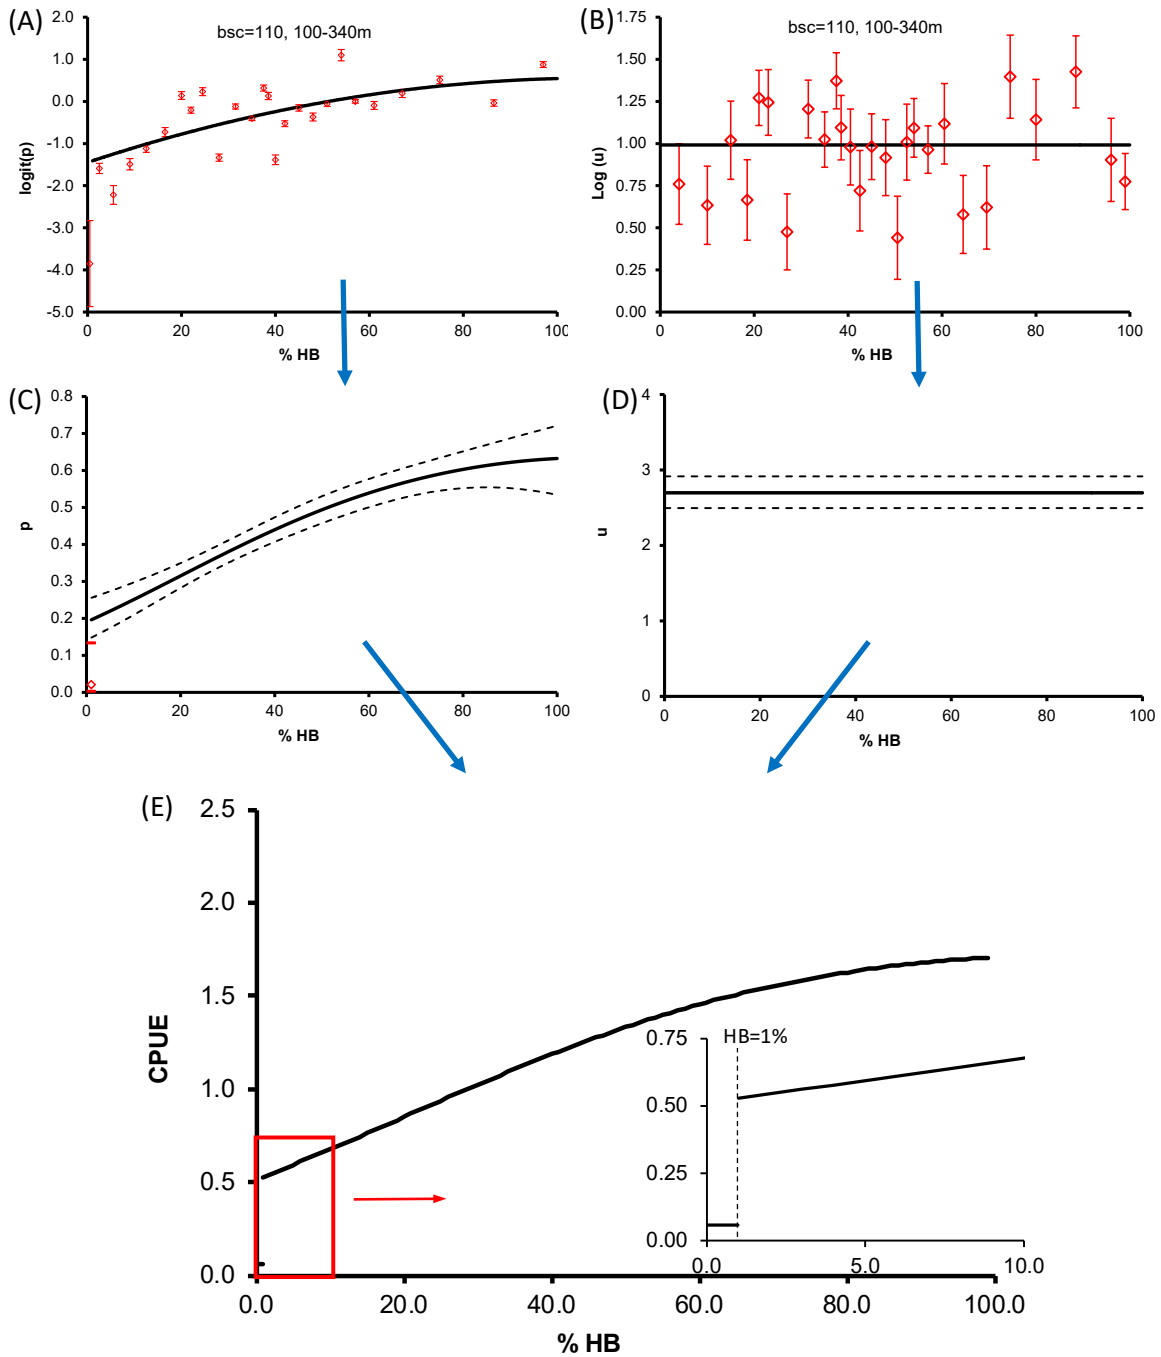 (A)
bsc=110, 100-340m
2.0
1.0
0.0
-1.0
-2.0
-3.0
-4.0
-5.0
logit(p)
0 20 40 60 80 100
% HB
(B)
bsc=110, 100-340m
1.75
1.50
1.25
1.00
0.75
0.50
0.25
0.00
Log (u)
0 20 40 60 80 100
% HB
(C)
0.8
0.7
0.6
0.5
0.4
0.3
0.2
0.1
0.0
p
0 20 40 60 80 100
% HB
(D)
4
3
2
1
0
u
0 20 40 60 80 100
% HB
(E)
2.5
2.0
1.5
1.0
0.5
0.0
CPUE
0.0 20.0 40.0 60.0 80.0 100.0
% HB
HB=1%
0.75
0.50
0.25
0.00
0.0 5.0 10.0